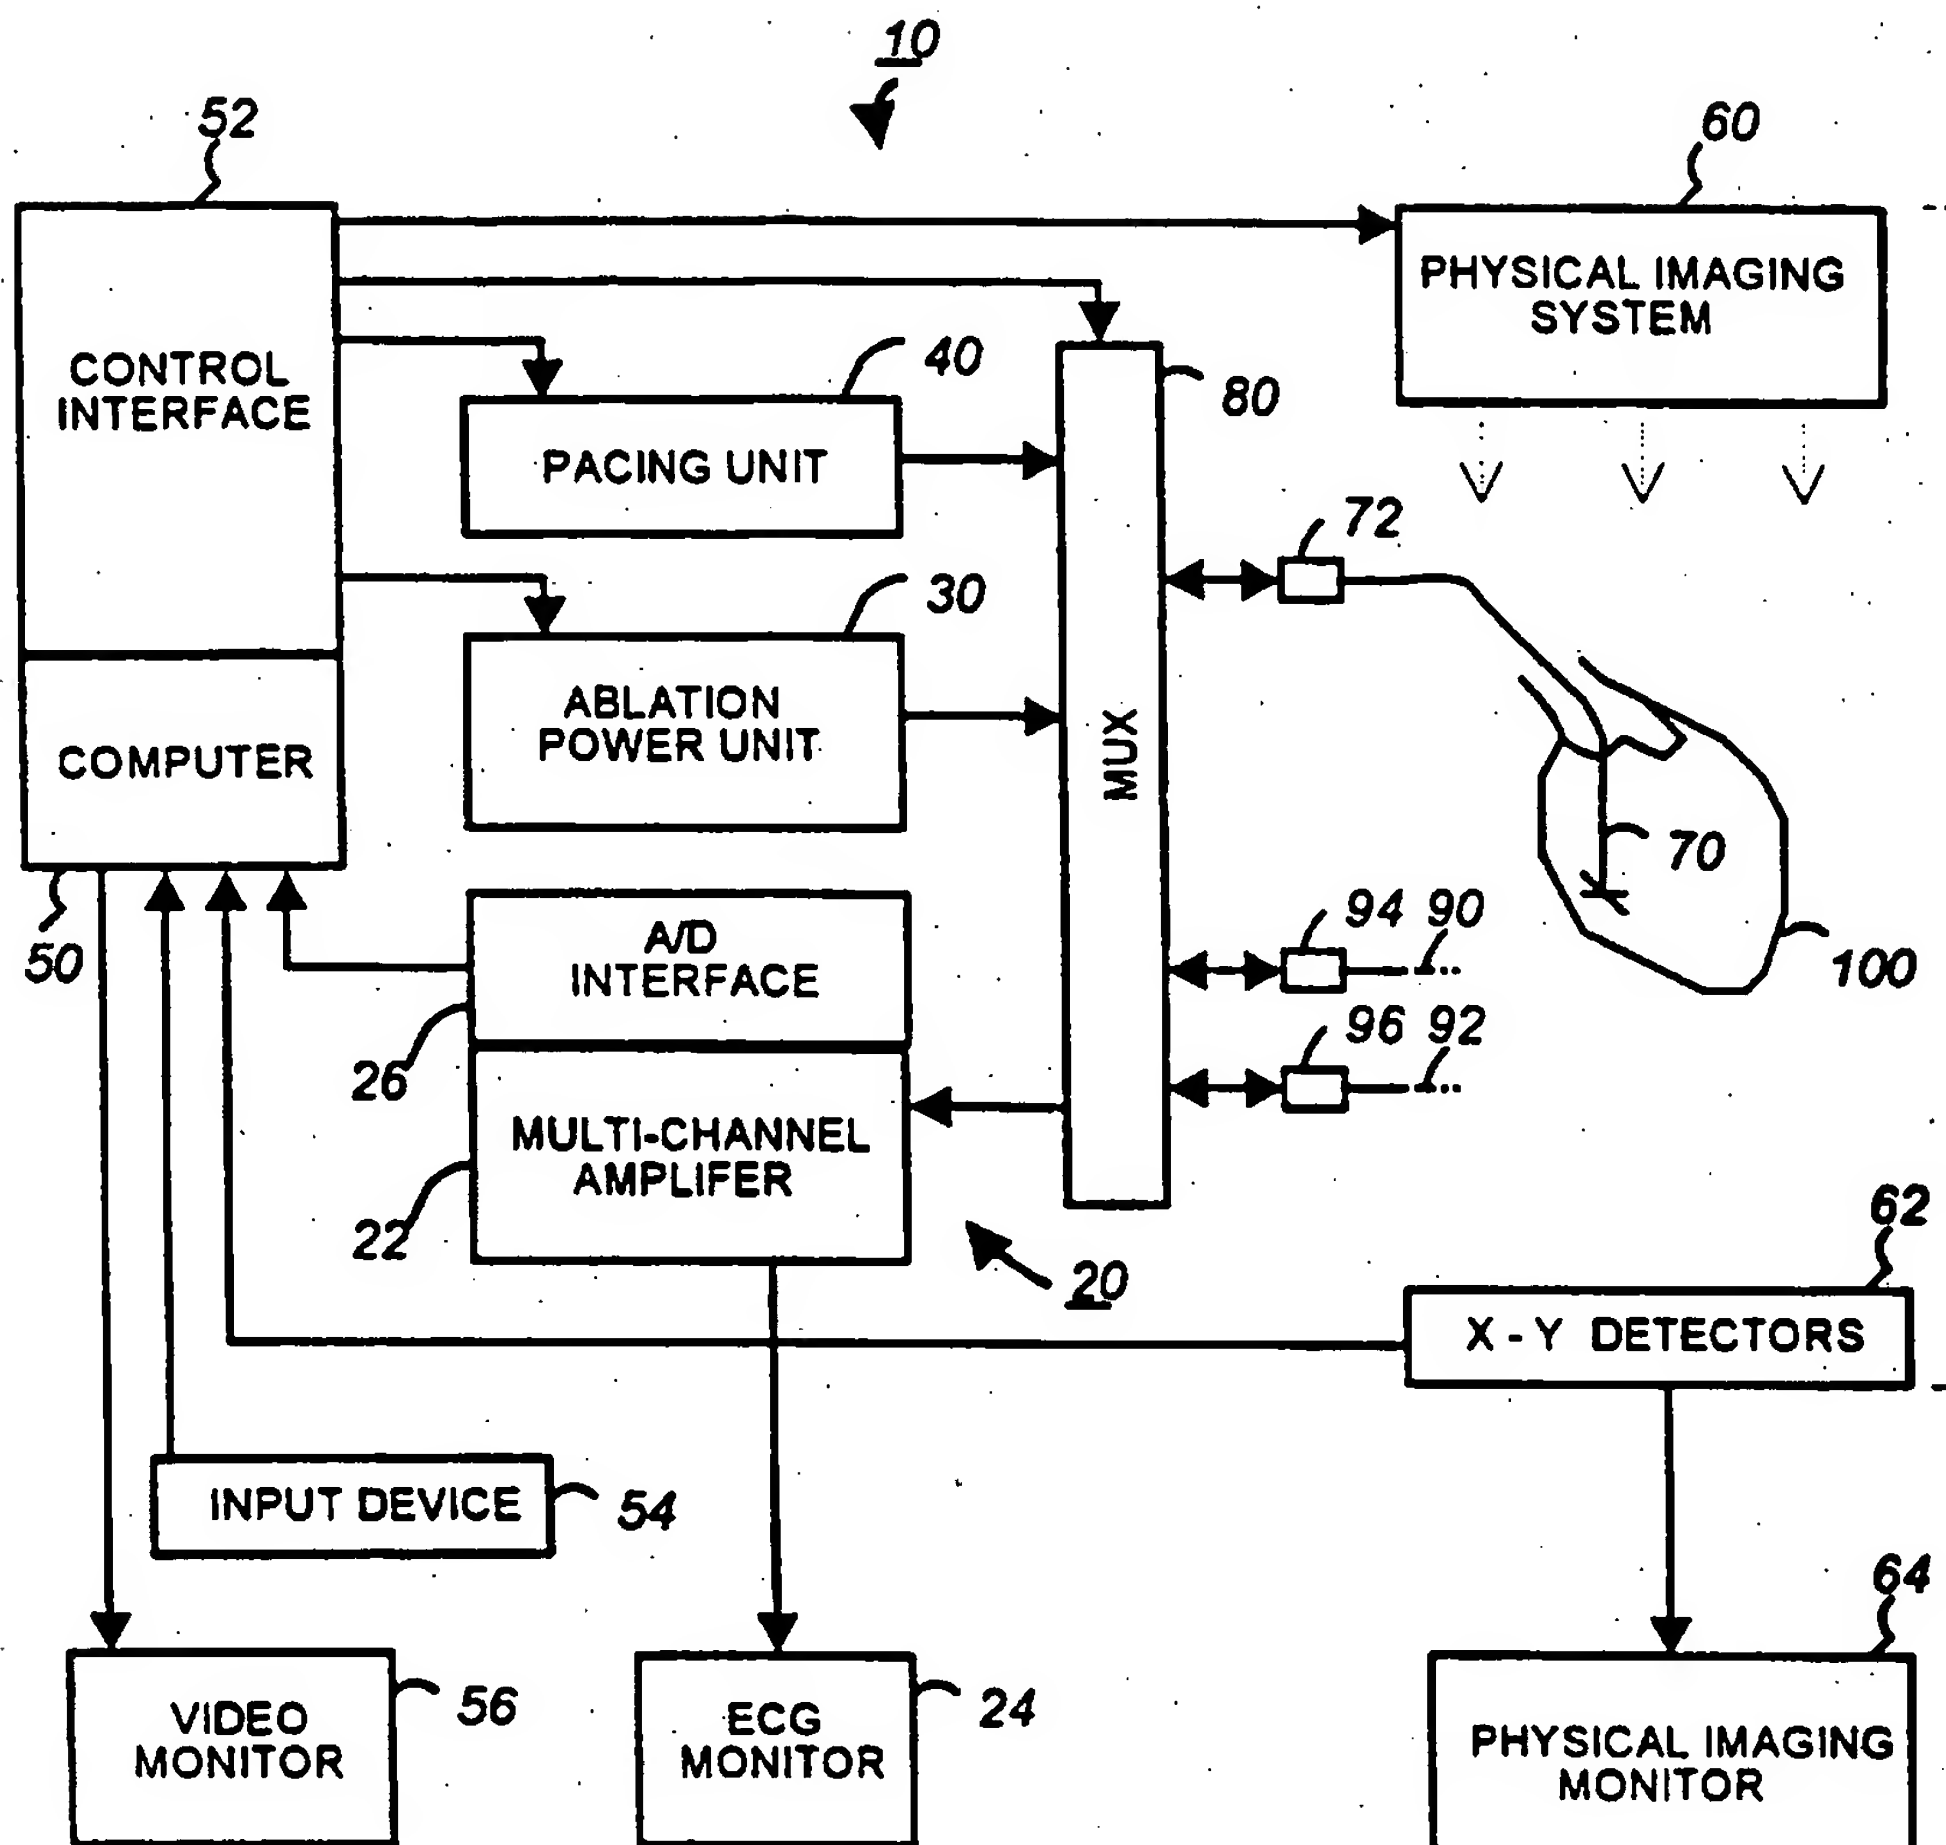 10
52
60
PHYSICAL IMAGING
SYSTEM
CONTROL
INTERFACE
40
80
PACING UNIT
72
30
ABLATION
POWER UNIT
MUX
COMPUTER
70
50
94 90
A/D
INTERFACE
100
26
96 92
MULTI-CHANNEL
AMPLIFER
22
62
20
X - Y DETECTORS
INPUT DEVICE
54
64
VIDEO
MONITOR
56
ECG
MONITOR
24
PHYSICAL IMAGING
MONITOR